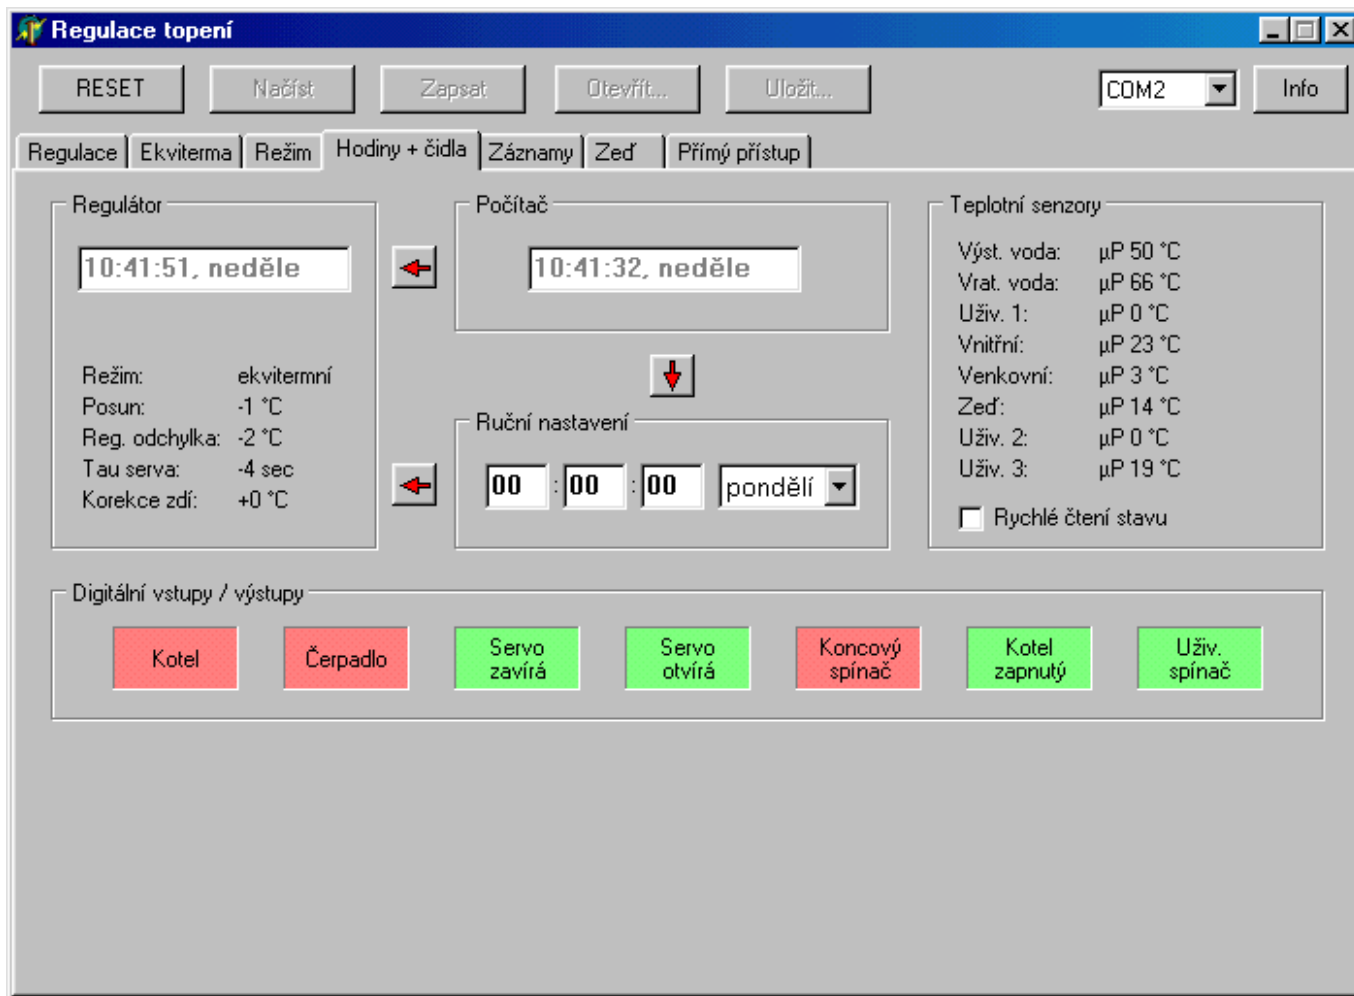 Regulace topení
RESET Načíst Zapsat Otevřít... Uložit... COM2 Info
Regulace Ekviterma Režim Hodiny + čidla Záznamy Zeď Přímý přístup
Regulátor
10:41:51, neděle
Režim: ekvitermní
Posun: -1 °C
Reg. odchylka: -2 °C
Tau serva: -4 sec
Korekce zdí: +0 °C
Počítač
10:41:32, neděle
Ruční nastavení
00 : 00 : 00 pondělí
Teplotní senzory
Výst. voda: µP 50 °C
Vrat. voda: µP 66 °C
Uživ. 1: µP 0 °C
Vnitřní: µP 23 °C
Venkovní: µP 3 °C
Zeď: µP 14 °C
Uživ. 2: µP 0 °C
Uživ. 3: µP 19 °C
Rychlé čtení stavu
Digitální vstupy / výstupy
Kotel
Čerpadlo
Servo
zavírá
Servo
otvírá
Koncový
spínač
Kotel
zapnutý
Uživ.
spínač